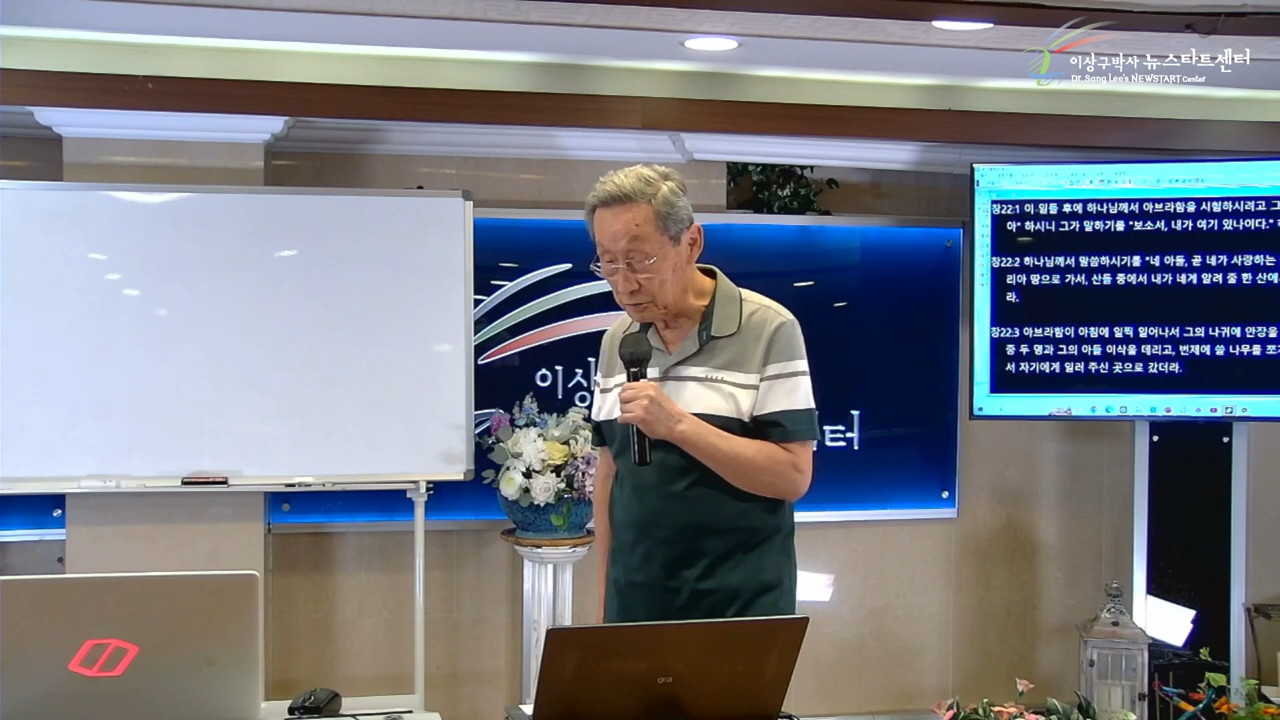 이상구박사 뉴스타트센터
Dr. Sang Lee's NEWSTART Center
창22:1 이 일들 후에 하나님께서 아브라함을 시험하시려고 그
아" 하시니 그가 말하기를 "보소서, 내가 여기 있나이다."
창22:2 하나님께서 말씀하시기를 "네 아들, 곧 네가 사랑하는
리아 땅으로 가서, 산들 중에서 내가 네게 알려 줄 한 산에
라.
창22:3 아브라함이 아침에 일찍 일어나서 그의 나귀에 안장을
중 두 명과 그의 아들 이삭을 데리고, 번제에 쓸 나무를 쪼개
서 자기에게 일러 주신 곳으로 갔더라.
이상
터
gram